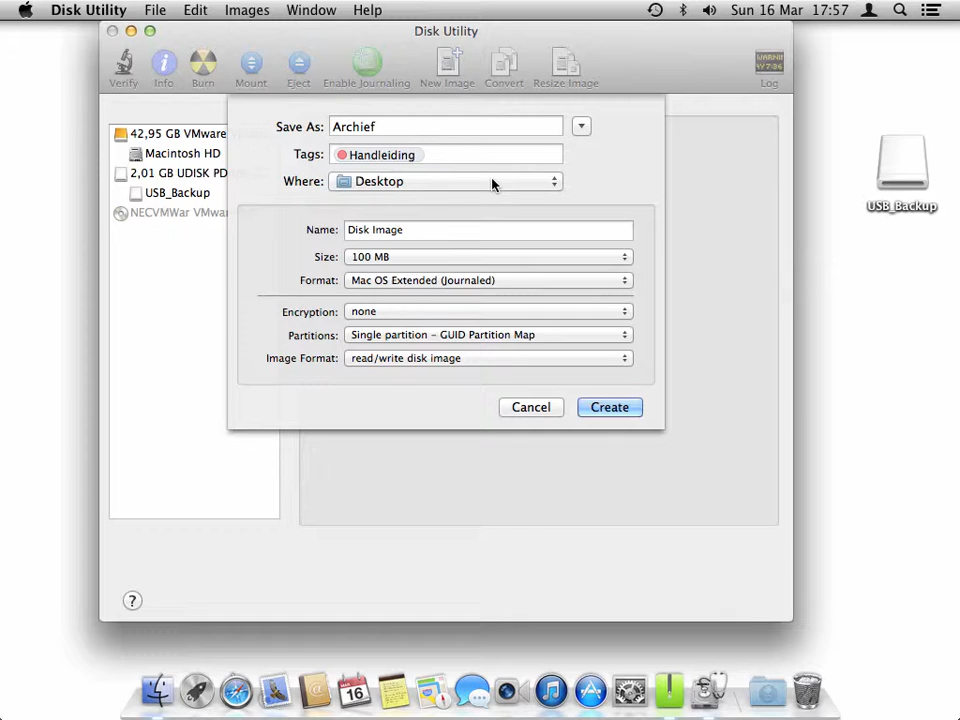 Disk Utility File Edit Images Window Help Sun 16 Mar 17:57
Disk Utility
Verify Info Burn Mount Eject Enable Journaling New Image Convert Resize Image Log
WARNI
Save As: Archief
Tags: Handleiding
Where: Desktop
42,95 GB VMware
Macintosh HD
2,01 GB UDISK PD
USB_Backup
NECVMWar VMwa
Name: Disk Image
Size: 100 MB
Format: Mac OS Extended (Journaled)
Encryption: none
Partitions: Single partition – GUID Partition Map
Image Format: read/write disk image
Cancel Create
?
USB_Backup
16